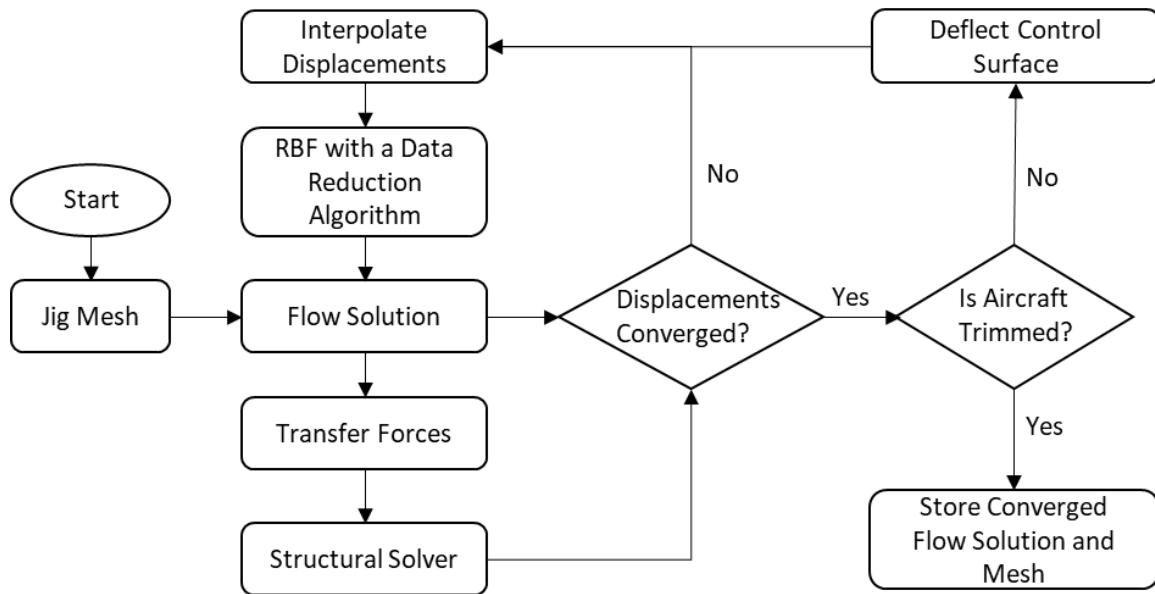 Interpolate
Displacements
Deflect Control
Surface
RBF with a Data
Reduction
Algorithm
No
No
Start
Jig Mesh
Flow Solution
Displacements
Converged?
Yes
Is Aircraft
Trimmed?
Transfer Forces
Yes
Structural Solver
Store Converged
Flow Solution and
Mesh